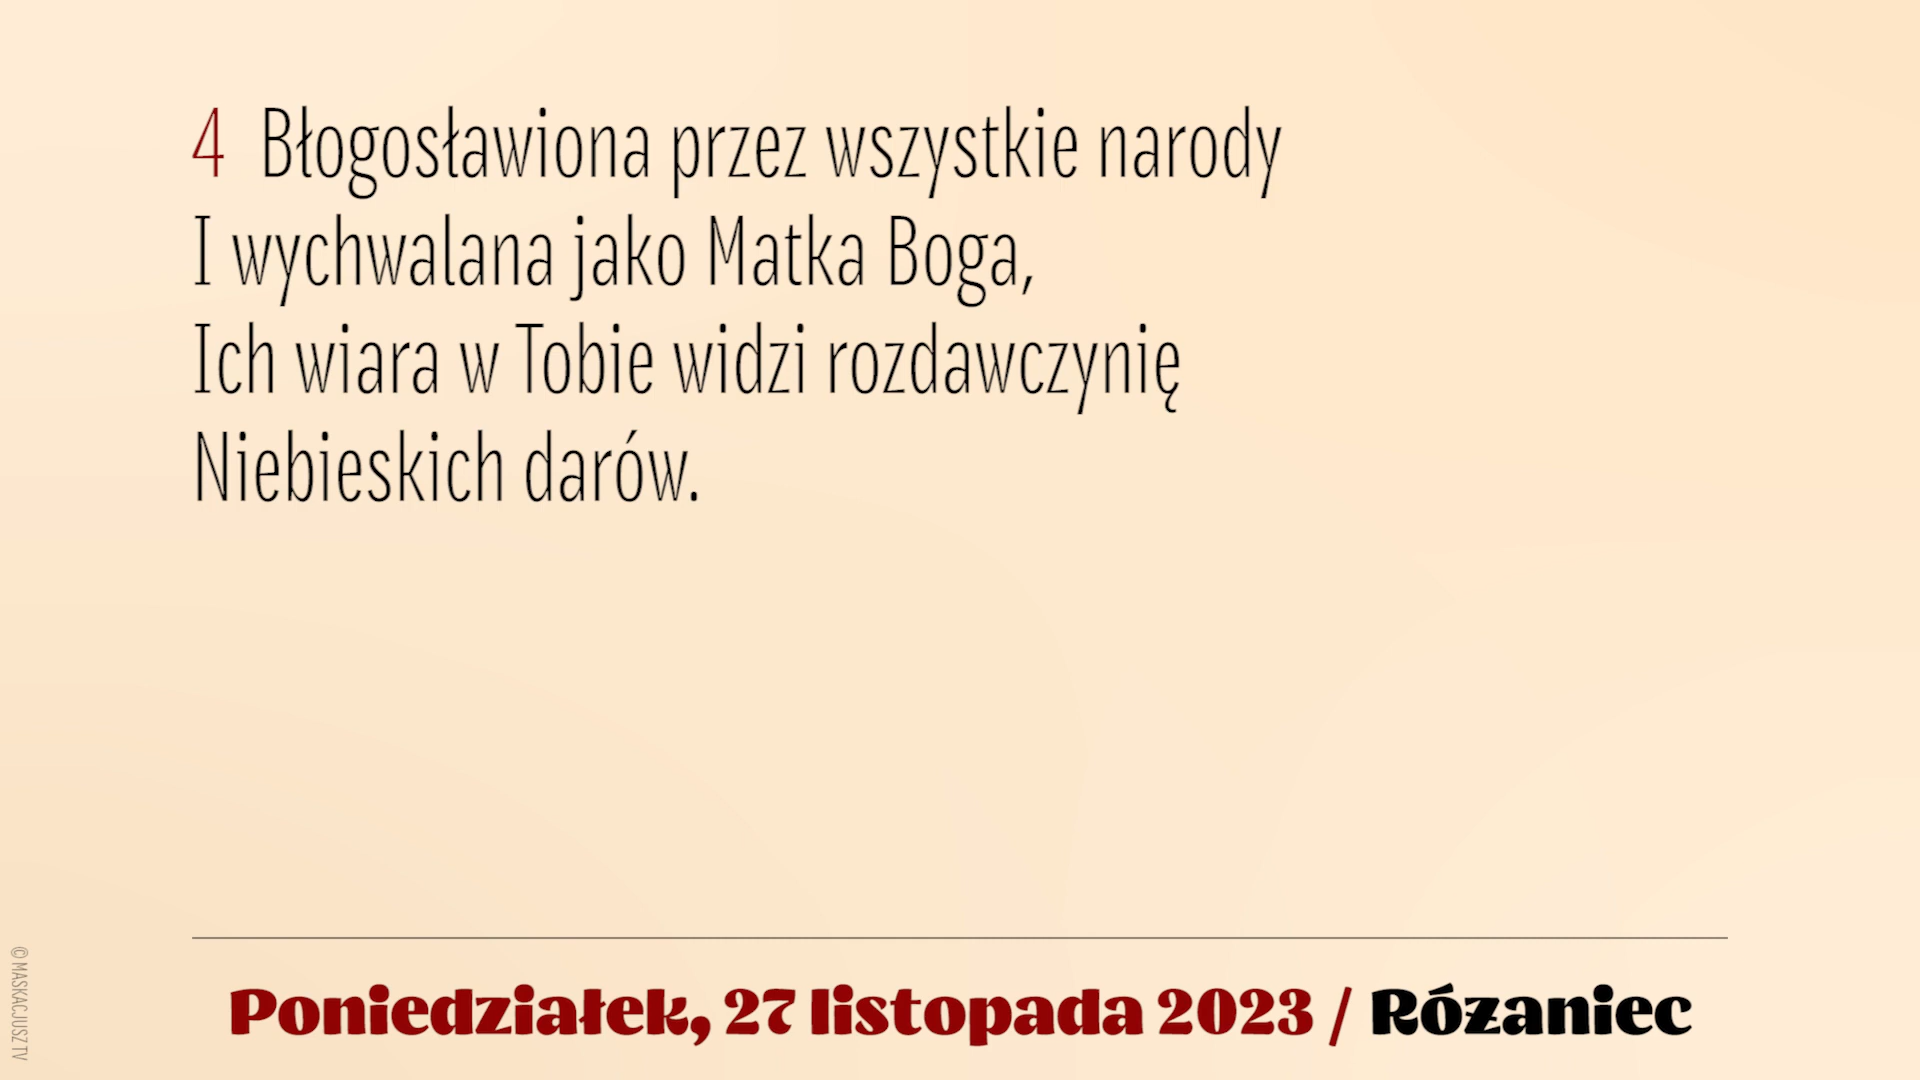 4 Błogosławiona przez wszystkie narody
I wychwalana jako Matka Boga,
Ich wiara w Tobie widzi rozdawczynię
Niebieskich darów.
Poniedziałek, 27 listopada 2023 / Różaniec
© MASKACJUSZ TV